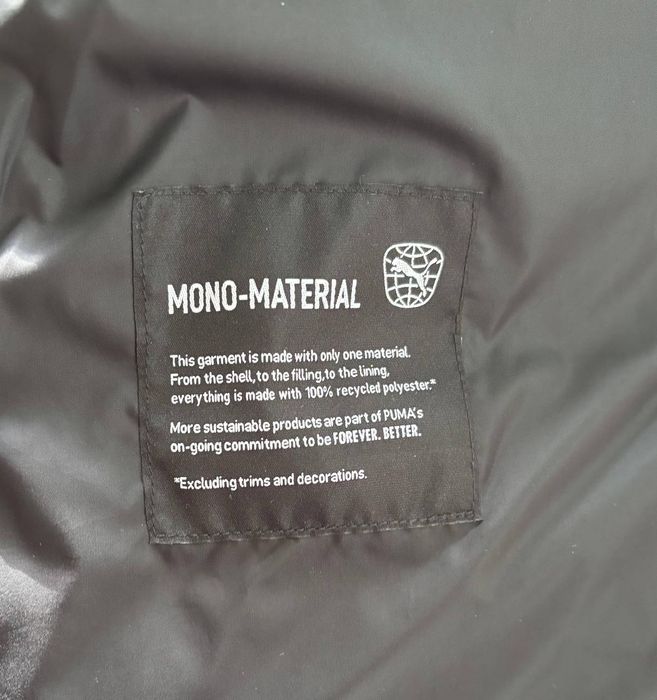 MONO-MATERIAL
This garment is made with only one material.
From the shell, to the filling, to the lining,
everything is made with 100% recycled polyester.*
More sustainable products are part of PUMA's
on-going commitment to be FOREVER. BETTER.
*Excluding trims and decorations.